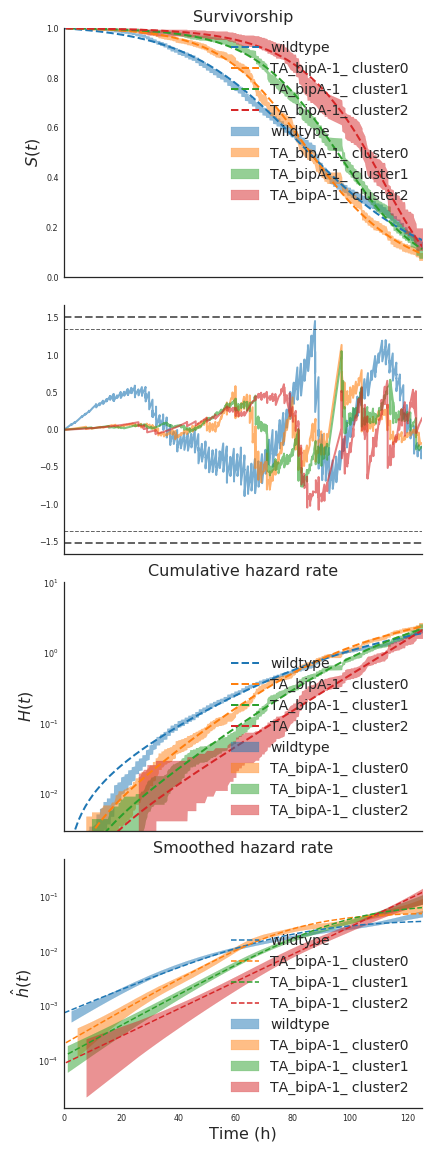 Survivorship
1.0
0.8
0.6
0.4
0.2
0.0
S(t)
wildtype
TA_bipA-1_ cluster0
TA_bipA-1_ cluster1
TA_bipA-1_ cluster2
wildtype
TA_bipA-1_ cluster0
TA_bipA-1_ cluster1
TA_bipA-1_ cluster2
1.5
1.0
0.5
0.0
−0.5
−1.0
−1.5
Cumulative hazard rate
10¹
10⁰
10⁻¹
10⁻²
H(t)
wildtype
TA_bipA-1_ cluster0
TA_bipA-1_ cluster1
TA_bipA-1_ cluster2
wildtype
TA_bipA-1_ cluster0
TA_bipA-1_ cluster1
TA_bipA-1_ cluster2
Smoothed hazard rate
10⁻¹
10⁻²
10⁻³
10⁻⁴
ĥ(t)
wildtype
TA_bipA-1_ cluster0
TA_bipA-1_ cluster1
TA_bipA-1_ cluster2
wildtype
TA_bipA-1_ cluster0
TA_bipA-1_ cluster1
TA_bipA-1_ cluster2
0 20 40 60 80 100 120
Time (h)